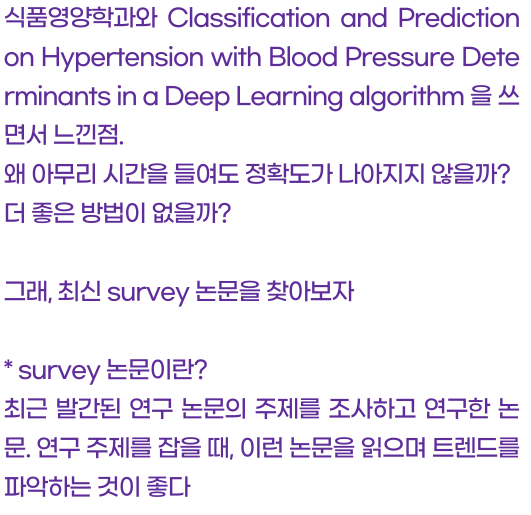 식품영양학과와 Classification and Prediction
on Hypertension with Blood Pressure Dete
rminants in a Deep Learning algorithm 을 쓰
면서 느낀점.
왜 아무리 시간을 들여도 정확도가 나아지지 않을까?
더 좋은 방법이 없을까?
그래, 최신 survey 논문을 찾아보자
* survey 논문이란?
최근 발간된 연구 논문의 주제를 조사하고 연구한 논
문. 연구 주제를 잡을 때, 이런 논문을 읽으며 트렌드를
파악하는 것이 좋다